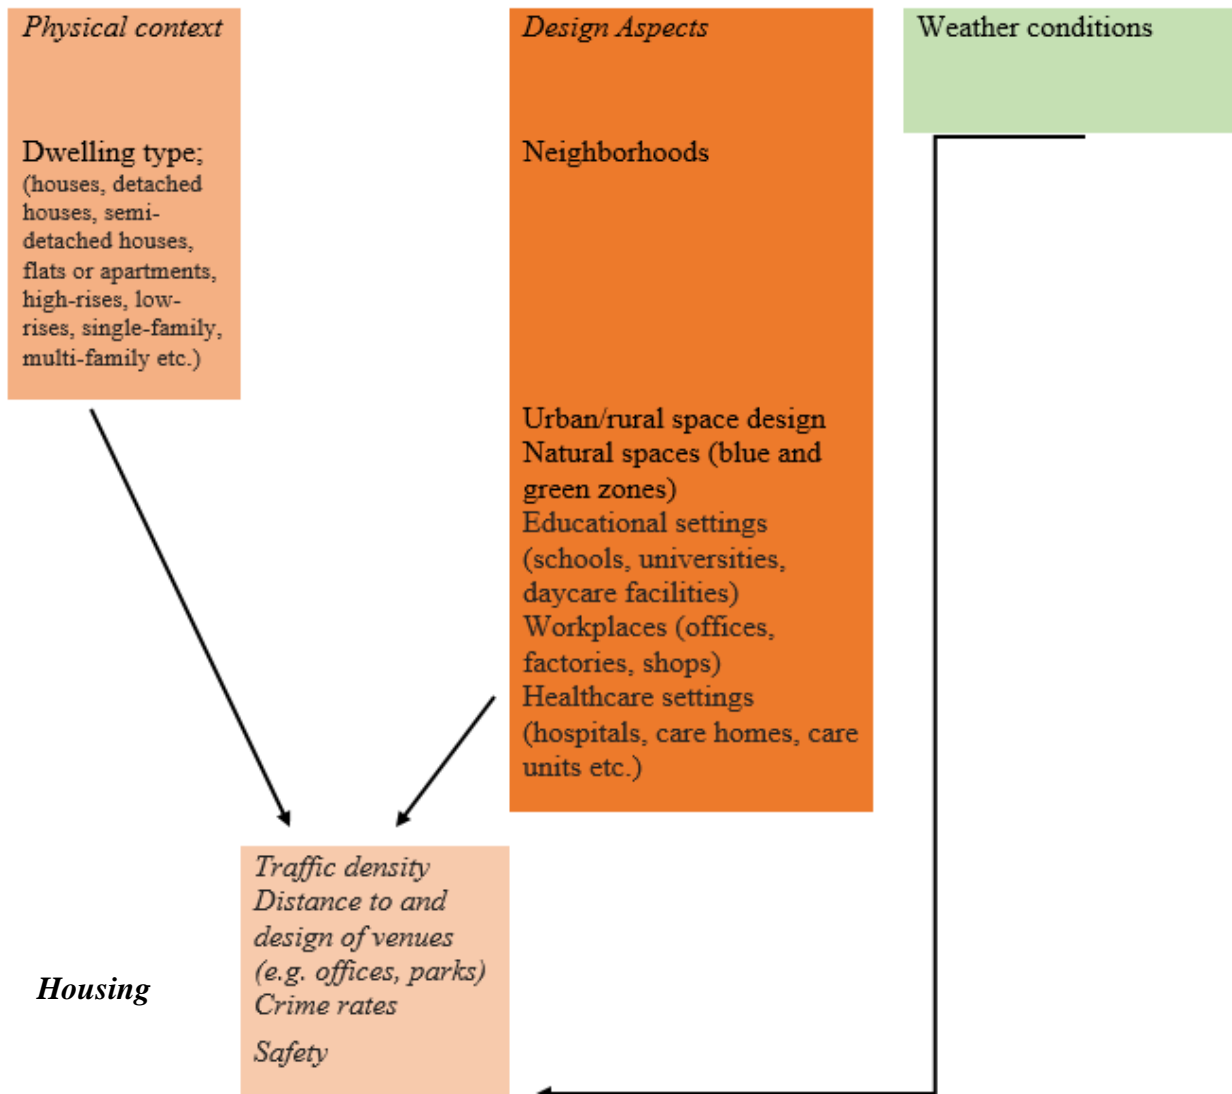 Physical context
Dwelling type;
(houses, detached
houses, semi-
detached houses,
flats or apartments,
high-rises, low-
rises, single-family,
multi-family etc.)
Design Aspects
Neighborhoods
Urban/rural space design
Natural spaces (blue and
green zones)
Educational settings
(schools, universities,
daycare facilities)
Workplaces (offices,
factories, shops)
Healthcare settings
(hospitals, care homes, care
units etc.)
Weather conditions
Housing
Traffic density
Distance to and
design of venues
(e.g. offices, parks)
Crime rates
Safety